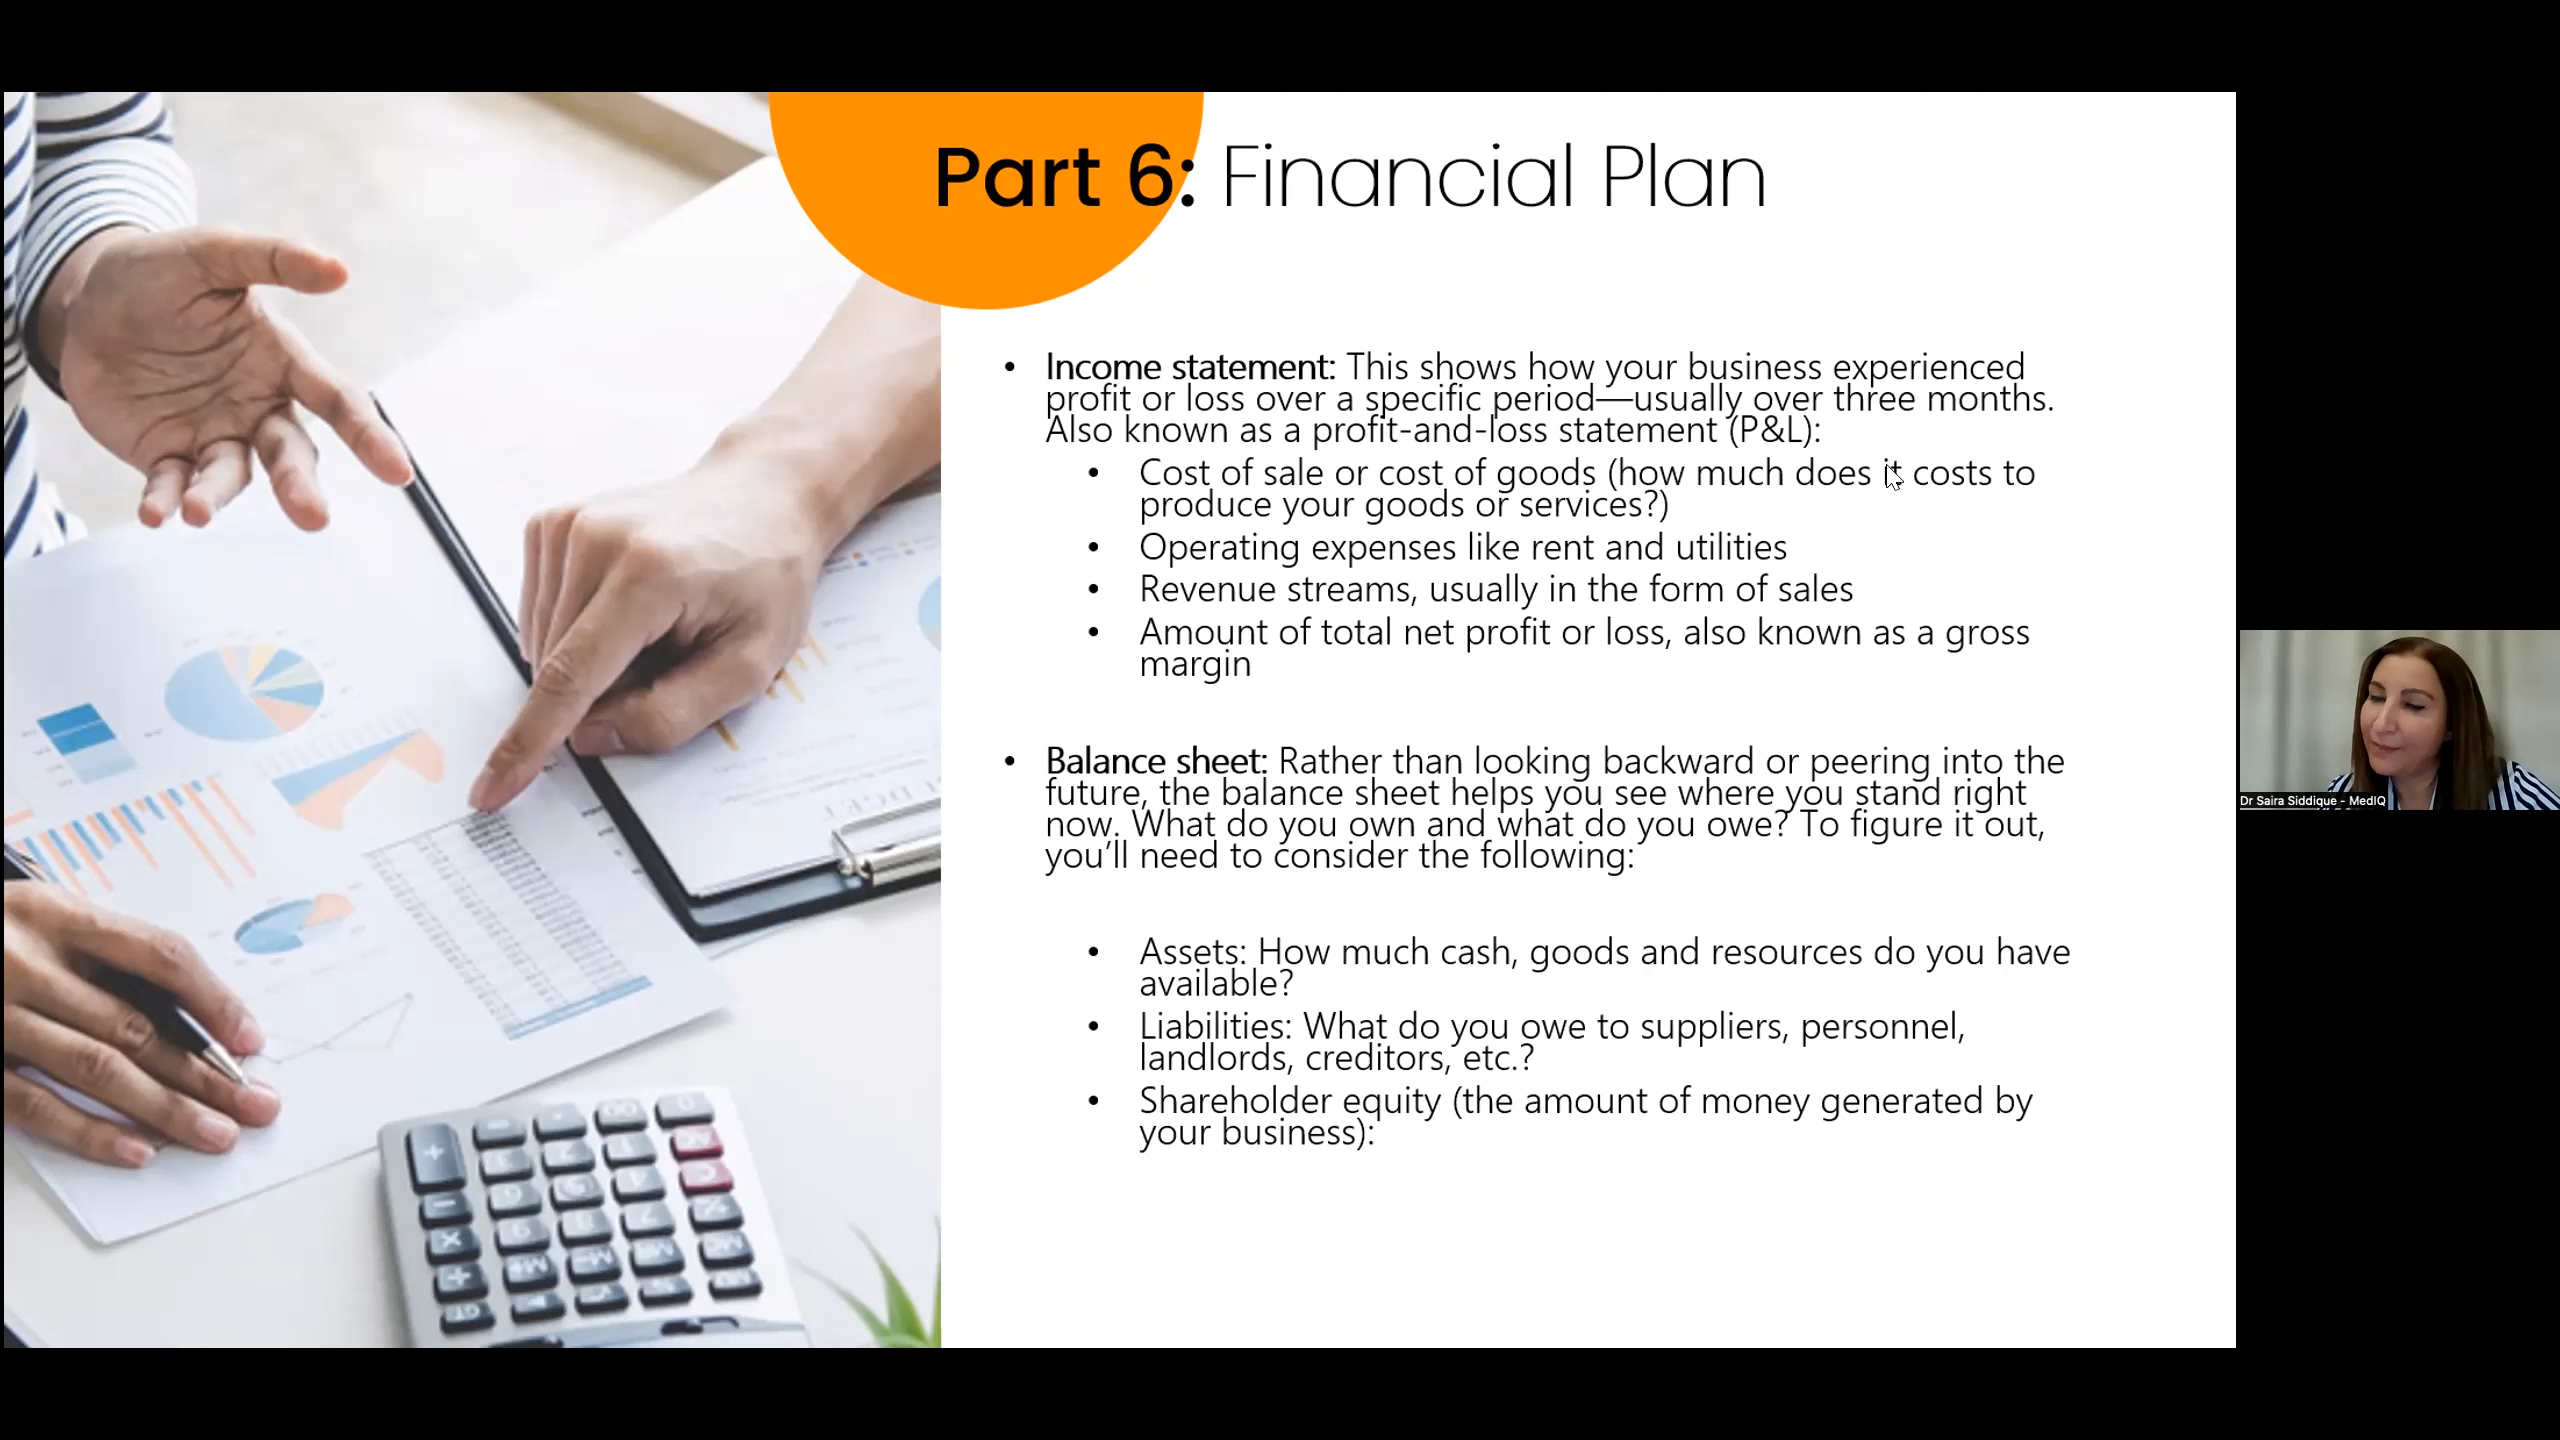 Part 6: Financial Plan
• Income statement: This shows how your business experienced
profit or loss over a specific period—usually over three months.
Also known as a profit-and-loss statement (P&L):
• Cost of sale or cost of goods (how much does it costs to
produce your goods or services?)
• Operating expenses like rent and utilities
• Revenue streams, usually in the form of sales
• Amount of total net profit or loss, also known as a gross
margin
• Balance sheet: Rather than looking backward or peering into the
future, the balance sheet helps you see where you stand right
now. What do you own and what do you owe? To figure it out,
you’ll need to consider the following:
• Assets: How much cash, goods and resources do you have
available?
• Liabilities: What do you owe to suppliers, personnel,
landlords, creditors, etc.?
• Shareholder equity (the amount of money generated by
your business):
Dr Saira Siddique - MedIQ